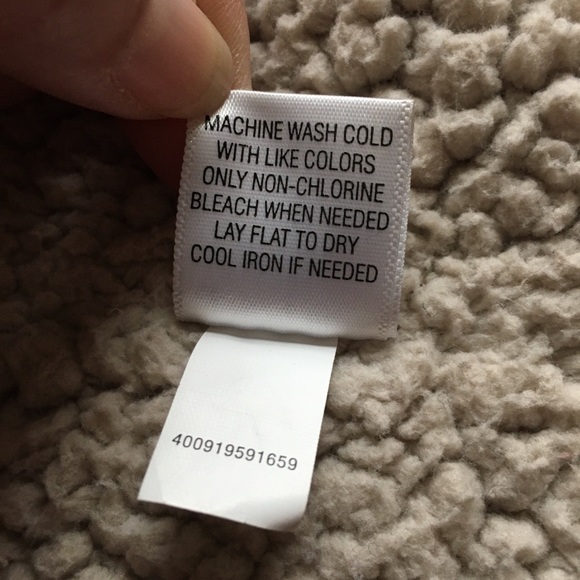 MACHINE WASH COLD
WITH LIKE COLORS
ONLY NON-CHLORINE
BLEACH WHEN NEEDED
LAY FLAT TO DRY
COOL IRON IF NEEDED
400919591659